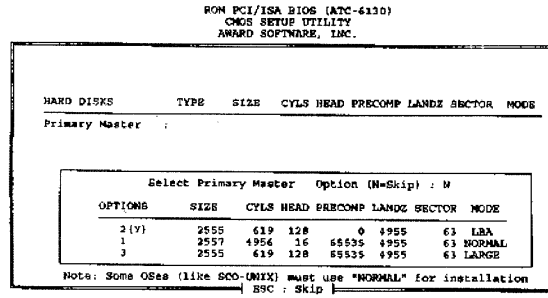 ROM PCI/ISA BIOS (ATC-6130)
CMOS SETUP UTILITY
AWARD SOFTWARE, INC.
HARD DISKS TYPE SIZE CYLS HEAD PRECOMP LANDZ SECTOR MODE
Primary Master :
Select Primary Master Option (N=Skip) : N
OPTIONS SIZE CYLS HEAD PRECOMP LANDZ SECTOR MODE
2(Y) 2555 619 128 0 4955 63 LBA
1 2557 4956 16 65535 4955 63 NORMAL
3 2555 619 128 65535 4955 63 LARGE
Note: Some OSes (like SCO-UNIX) must use "NORMAL" for installation
ESC : Skip